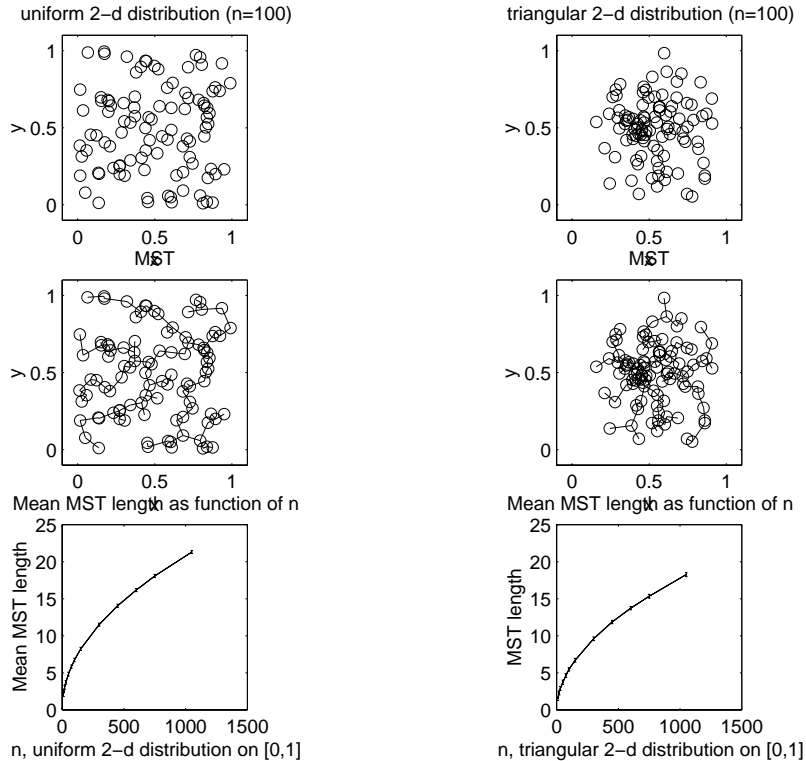 uniform 2-d distribution (n=100)
triangular 2-d distribution (n=100)
1
0.5
0
y
0
0.5
1
x
MST
1
0.5
0
y
0
0.5
1
x
MST
1
0.5
0
y
0
0.5
1
x
Mean MST length as function of n
1
0.5
0
y
0
0.5
1
x
Mean MST length as function of n
25
20
15
10
5
0
Mean MST length
0
500
1000
1500
n, uniform 2-d distribution on [0,1]
25
20
15
10
5
0
MST length
0
500
1000
1500
n, triangular 2-d distribution on [0,1]